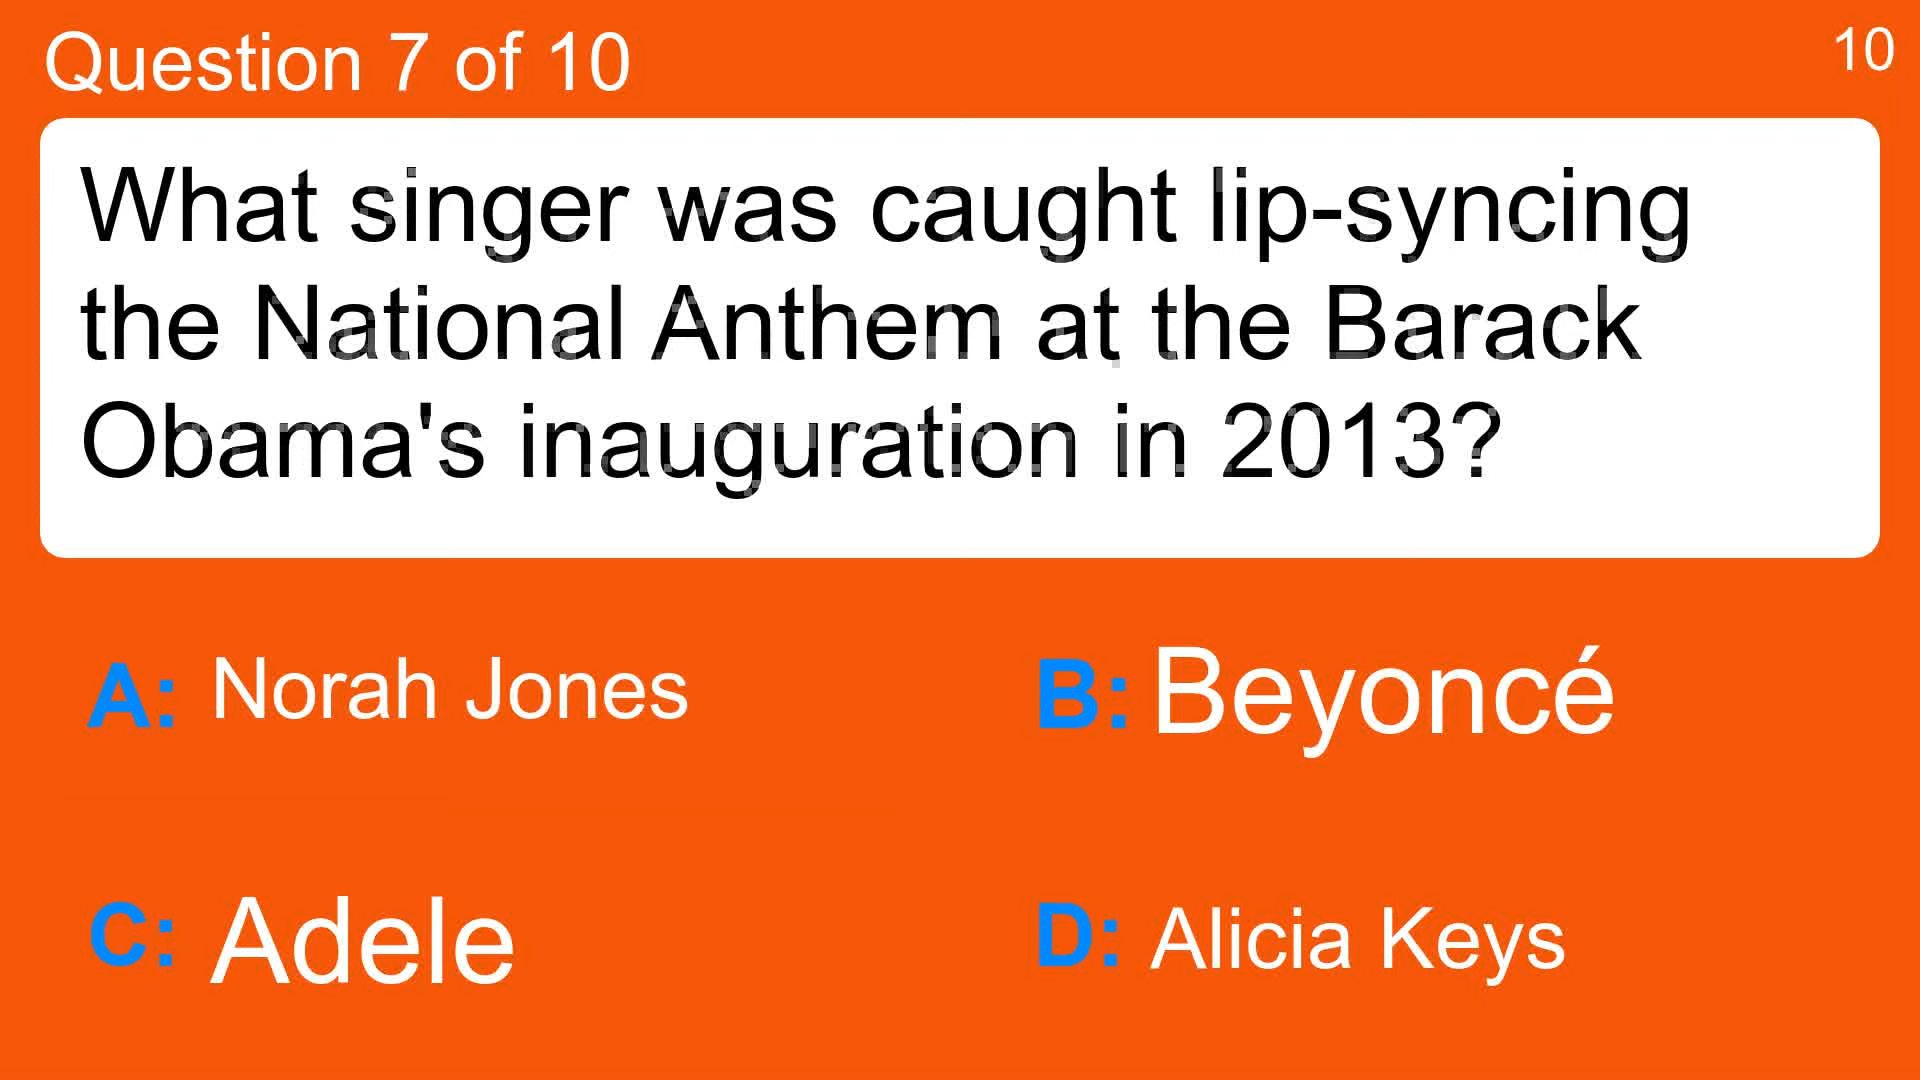 Question 7 of 10
10
What singer was caught lip-syncing
the National Anthem at the Barack
Obama's inauguration in 2013?
A: Norah Jones
B: Beyoncé
C: Adele
D: Alicia Keys